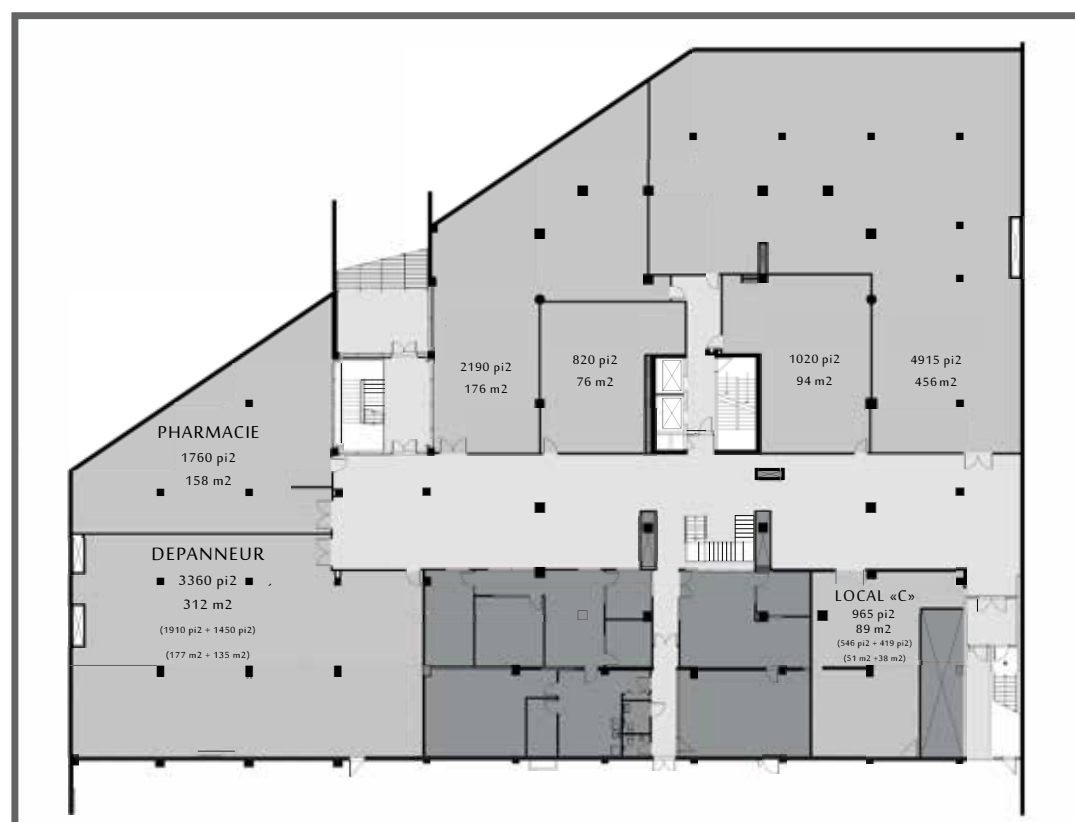 2190 pi2
176 m2
820 pi2
76 m2
1020 pi2
94 m2
4915 pi2
456 m2
PHARMACIE
1760 pi2
158 m2
DEPANNEUR
3360 pi2
312 m2
(1910 pi2 + 1450 pi2)
(177 m2 + 135 m2)
LOCAL «C»
965 pi2
89 m2
(546 pi2 + 419 pi2)
(51 m2 +38 m2)